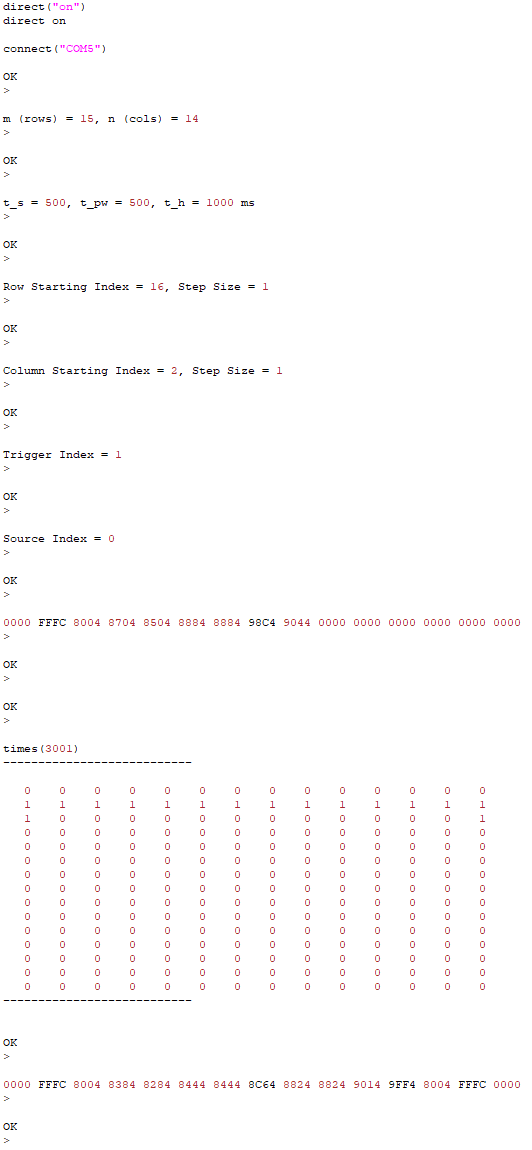 direct("on")
direct on
connect("COM5")
OK
>
m (rows) = 15, n (cols) = 14
>
OK
>
t_s = 500, t_pw = 500, t_h = 1000 ms
>
OK
>
Row Starting Index = 16, Step Size = 1
>
OK
>
Column Starting Index = 2, Step Size = 1
>
OK
>
Trigger Index = 1
>
OK
>
Source Index = 0
>
OK
>
0000 FFFC 8004 8704 8504 8884 8884 98C4 9044 0000 0000 0000 0000 0000 0000
>
OK
>
OK
>
times(3001)
---------------------------
0 0 0 0 0 0 0 0 0 0 0 0 0 0
1 1 1 1 1 1 1 1 1 1 1 1 1 1
1 0 0 0 0 0 0 0 0 0 0 0 0 1
0 0 0 0 0 0 0 0 0 0 0 0 0 0
0 0 0 0 0 0 0 0 0 0 0 0 0 0
0 0 0 0 0 0 0 0 0 0 0 0 0 0
0 0 0 0 0 0 0 0 0 0 0 0 0 0
0 0 0 0 0 0 0 0 0 0 0 0 0 0
0 0 0 0 0 0 0 0 0 0 0 0 0 0
0 0 0 0 0 0 0 0 0 0 0 0 0 0
0 0 0 0 0 0 0 0 0 0 0 0 0 0
0 0 0 0 0 0 0 0 0 0 0 0 0 0
0 0 0 0 0 0 0 0 0 0 0 0 0 0
0 0 0 0 0 0 0 0 0 0 0 0 0 0
0 0 0 0 0 0 0 0 0 0 0 0 0 0
---------------------------
OK
>
0000 FFFC 8004 8384 8284 8444 8444 8C64 8824 8824 9014 9FF4 8004 FFFC 0000
>
OK
>